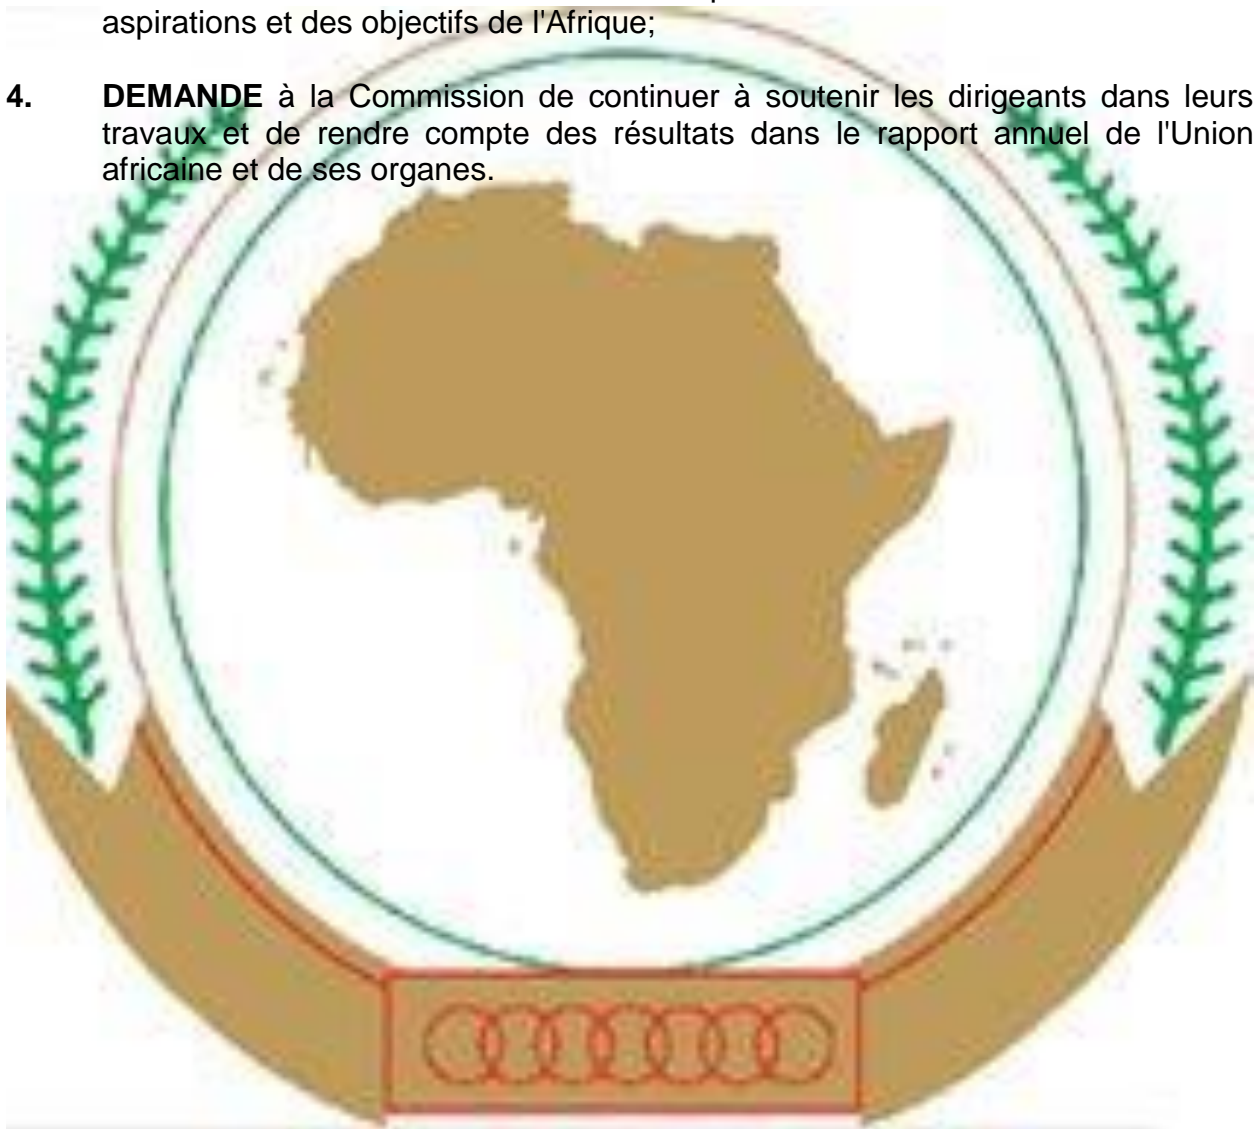 aspirations et des objectifs de l'Afrique;
4. DEMANDE à la Commission de continuer à soutenir les dirigeants dans leurs
travaux et de rendre compte des résultats dans le rapport annuel de l'Union
africaine et de ses organes.